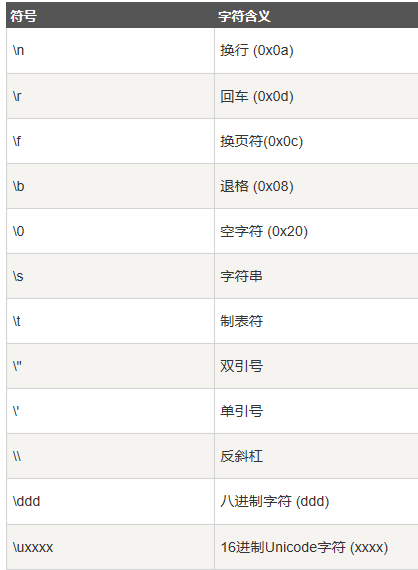 符号 字符含义
\n 换行 (0x0a)
\r 回车 (0x0d)
\f 换页符(0x0c)
\b 退格 (0x08)
\0 空字符 (0x20)
\s 字符串
\t 制表符
\" 双引号
\' 单引号
\\ 反斜杠
\ddd 八进制字符 (ddd)
\uxxxx 16进制Unicode字符 (xxxx)